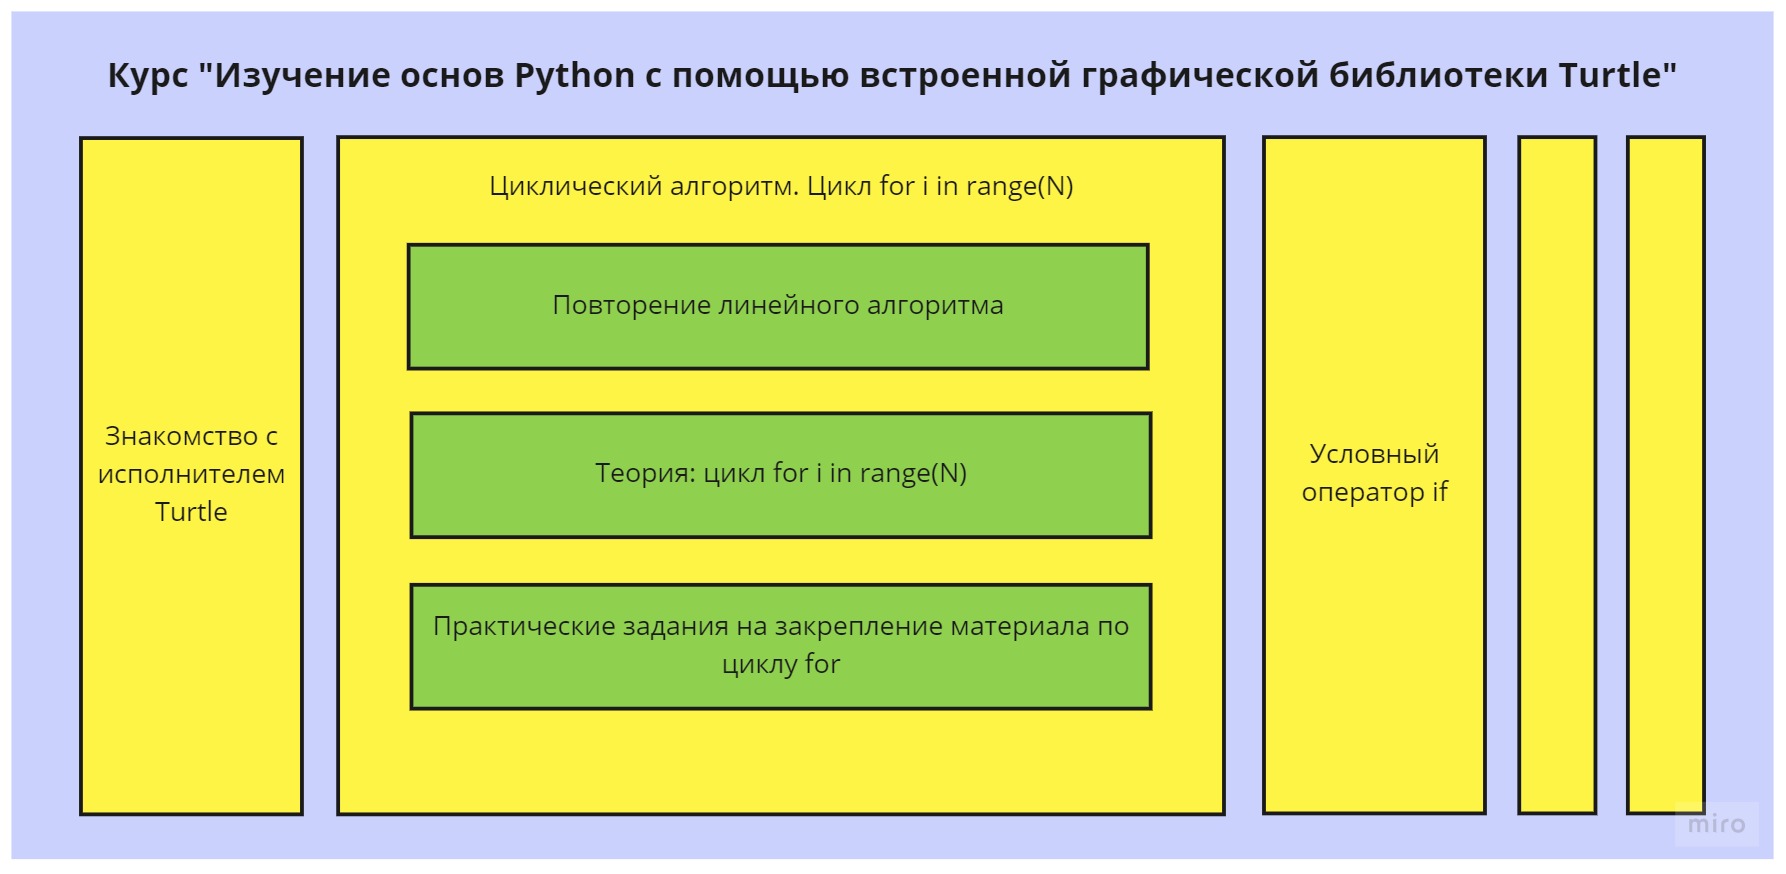 Курс "Изучение основ Python с помощью встроенной графической библиотеки Turtle"
Знакомство с
исполнителем
Turtle
Циклический алгоритм. Цикл for i in range(N)
Повторение линейного алгоритма
Теория: цикл for i in range(N)
Практические задания на закрепление материала по
циклу for
Условный
оператор if
miro